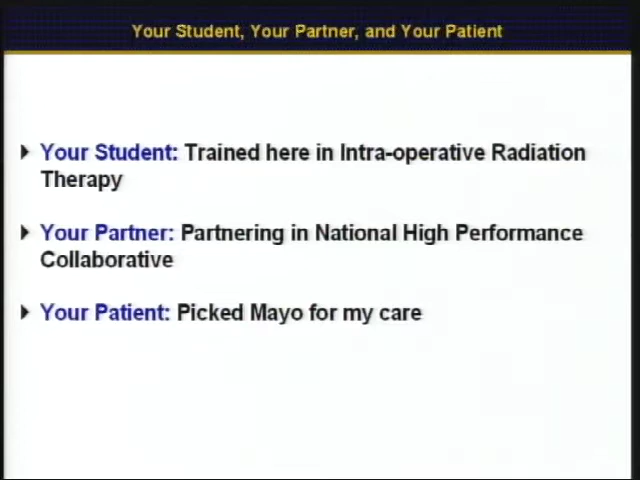 Your Student, Your Partner, and Your Patient
Your Student: Trained here in Intra-operative Radiation
Therapy
Your Partner: Partnering in National High Performance
Collaborative
Your Patient: Picked Mayo for my care